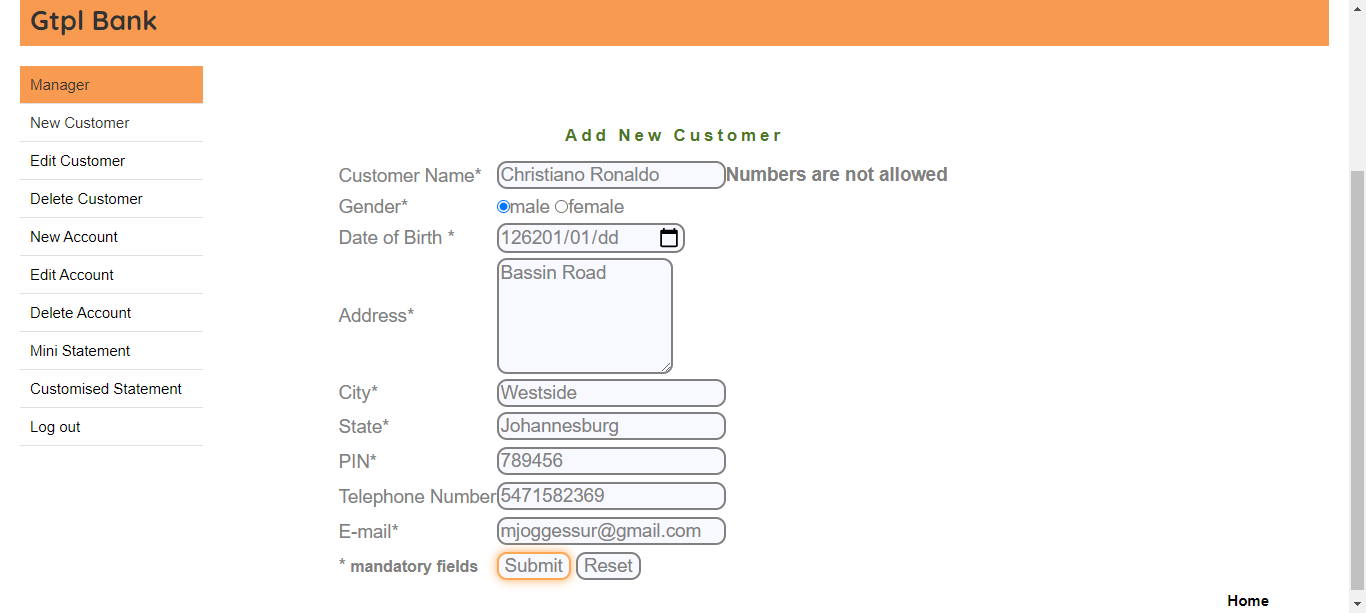 Gtpl Bank
Manager
New Customer
Edit Customer
Delete Customer
New Account
Edit Account
Delete Account
Mini Statement
Customised Statement
Log out
Add New Customer
Customer Name* Christiano Ronaldo Numbers are not allowed
Gender* male female
Date of Birth * 126201/01/dd
Address* Bassin Road
City* Westside
State* Johannesburg
PIN* 789456
Telephone Number 5471582369
E-mail* mjoggessur@gmail.com
* mandatory fields Submit Reset
Home